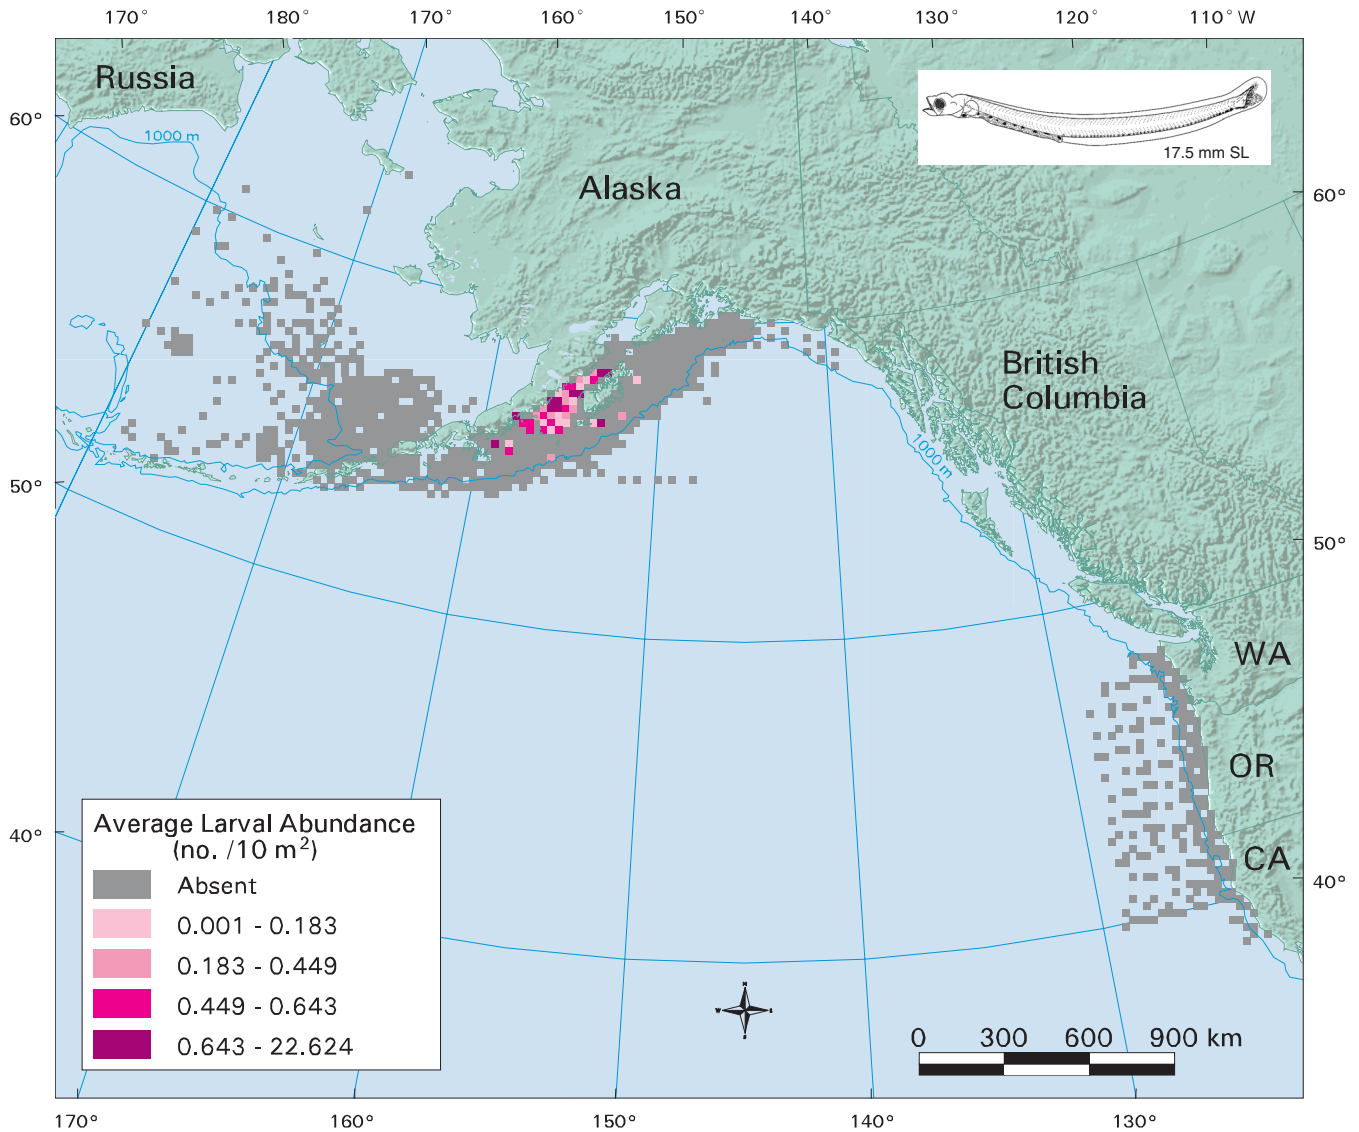 170° 180° 170° 160° 150° 140° 130° 120° 110° W
Russia
60°
1000 m
17.5 mm SL
Alaska
60°
British
Columbia
1000 m
50°
50°
WA
OR
CA
40°
40°
Average Larval Abundance
(no. /10 m²)
Absent
0.001 - 0.183
0.183 - 0.449
0.449 - 0.643
0.643 - 22.624
N
W
S
0 300 600 900 km
170° 160° 150° 140° 130°